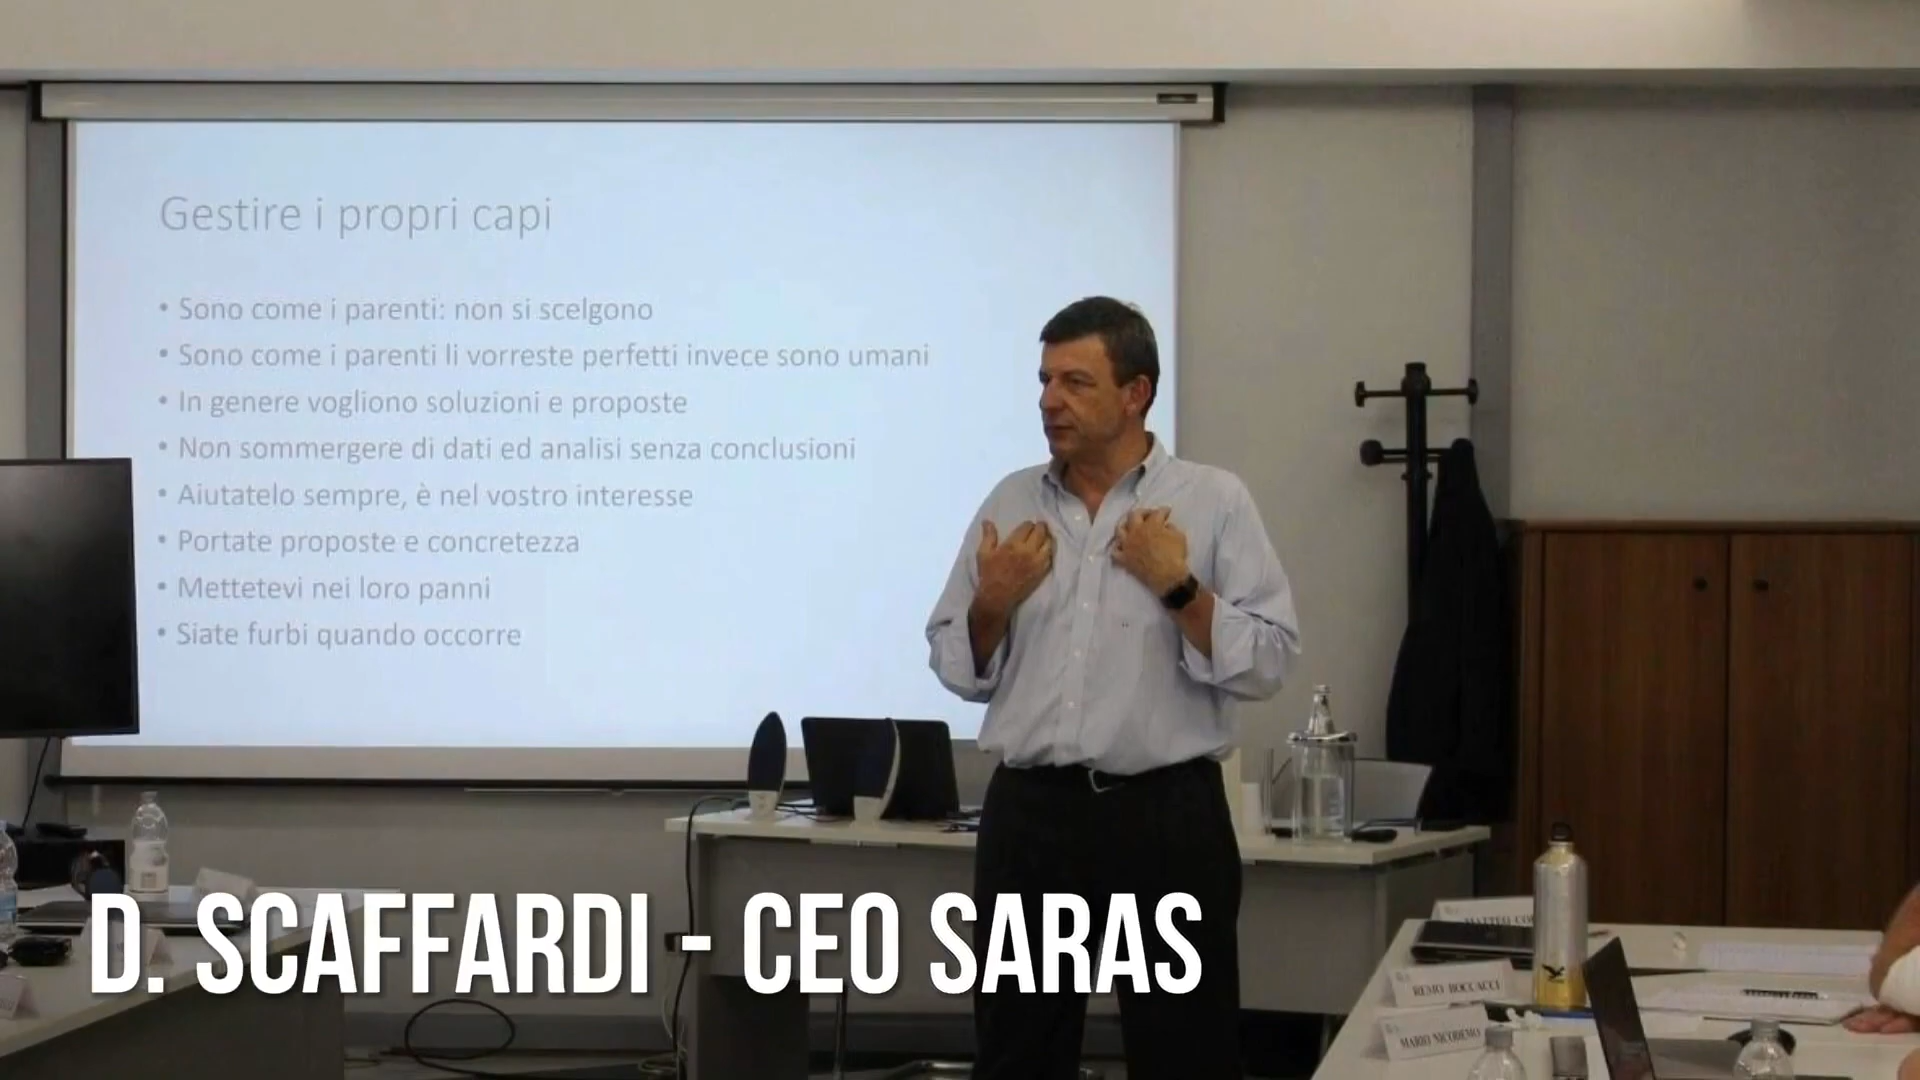 Gestire i propri capi
• Sono come i parenti: non si scelgono
• Sono come i parenti li vorreste perfetti invece sono umani
• In genere vogliono soluzioni e proposte
• Non sommergere di dati ed analisi senza conclusioni
• Aiutatelo sempre, è nel vostro interesse
• Portate proposte e concretezza
• Mettetevi nei loro panni
• Siate furbi quando occorre
D. SCAFFARDI - CEO SARAS
MATTEO
REMO BOCCACCI
MARIO NICODEMO